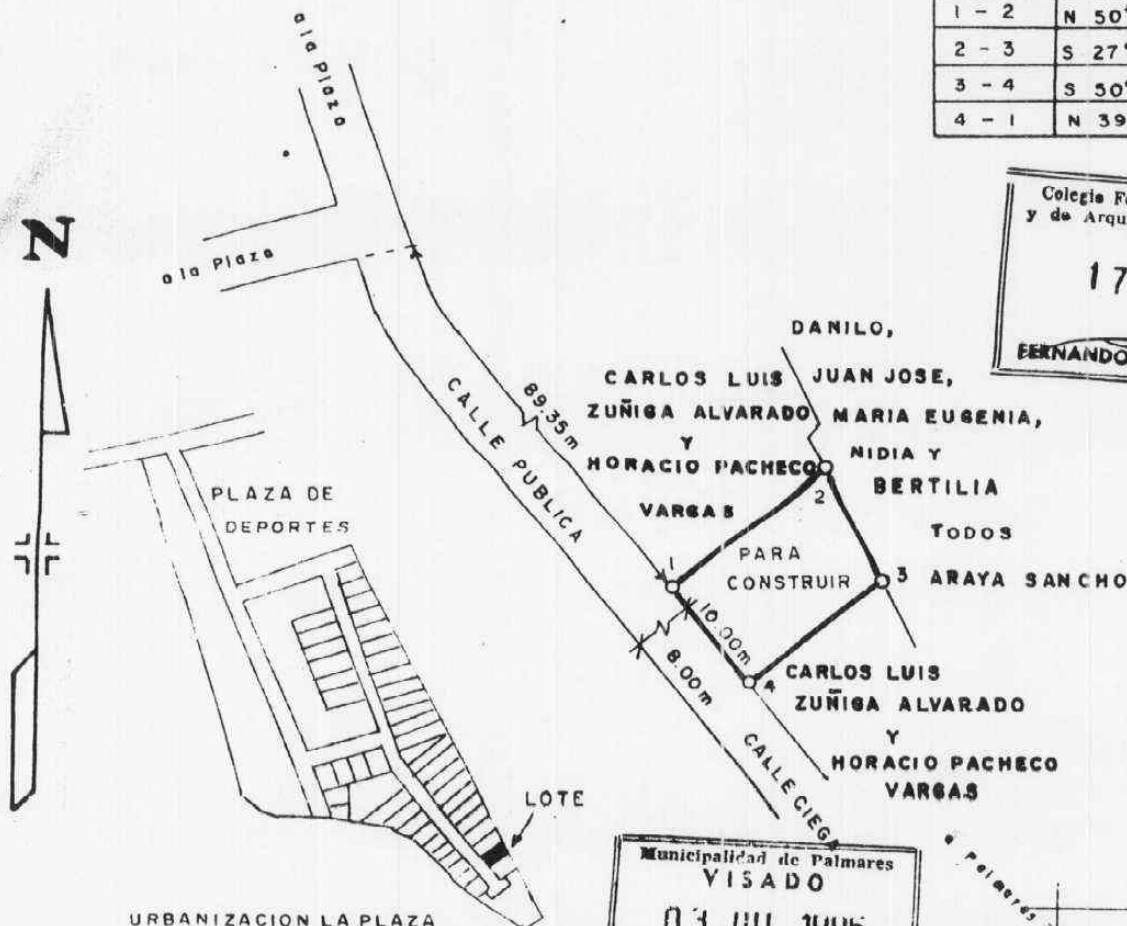 1 - 2 N 50°
2 - 3 S 27°
3 - 4 S 50°
4 - 1 N 39
a la Plaza
a la Plaza
N
Colegio Fe
y de Arqu
17
FERNANDO
DANILO,
JUAN JOSE,
MARIA EUGENIA,
NIDIA Y
BERTILIA
TODOS
ARAYA SANCHO
CARLOS LUIS
ZUÑIGA ALVARADO
Y
HORACIO PACHECO
VARGAS
89.35m
CALLE PUBLICA
1
2
3
4
PARA
CONSTRUIR
10.00m
8.00m
CALLE CIEGA
CARLOS LUIS
ZUÑIGA ALVARADO
Y
HORACIO PACHECO
VARGAS
PLAZA DE
DEPORTES
LOTE
URBANIZACION LA PLAZA
Municipalidad de Palmares
VISADO
a Palmares